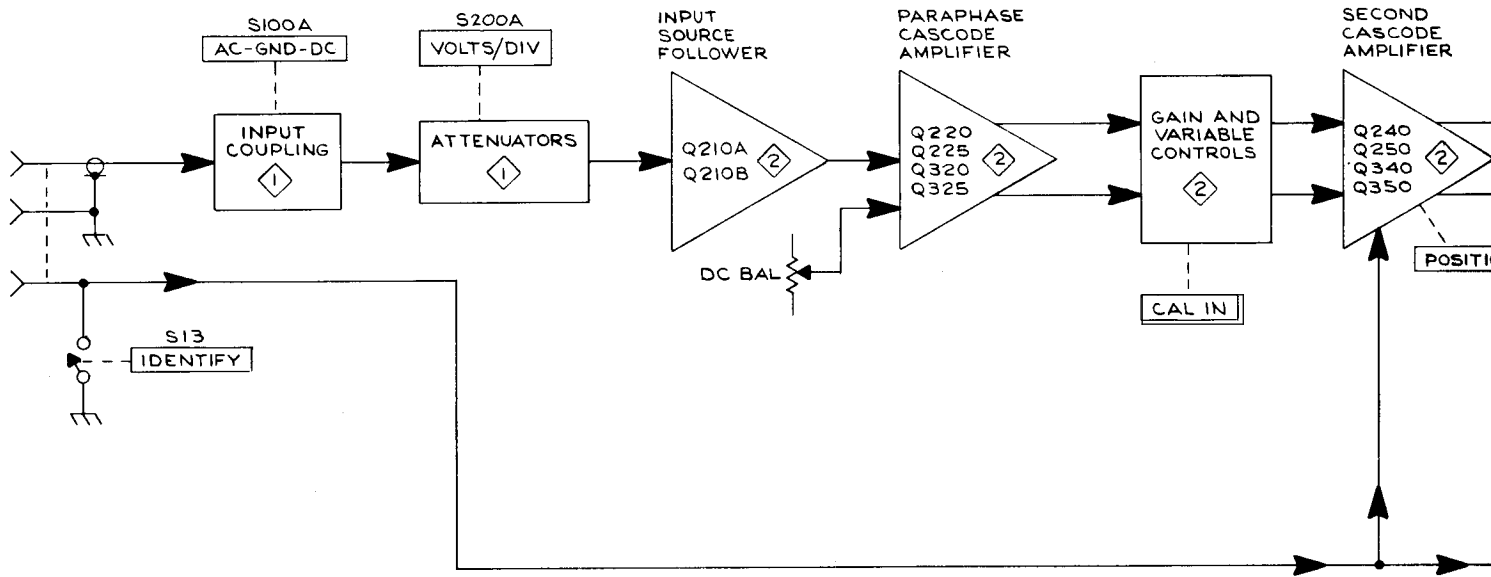 S100A
AC-GND-DC
INPUT
COUPLING
1
S200A
VOLTS/DIV
ATTENUATORS
1
INPUT
SOURCE
FOLLOWER
Q210A
Q210B
2
PARAPHASE
CASCODE
AMPLIFIER
Q220
Q225
Q320
Q325
2
DC BAL
GAIN AND
VARIABLE
CONTROLS
2
CAL IN
SECOND
CASCODE
AMPLIFIER
Q240
Q250
Q340
Q350
2
S13
IDENTIFY